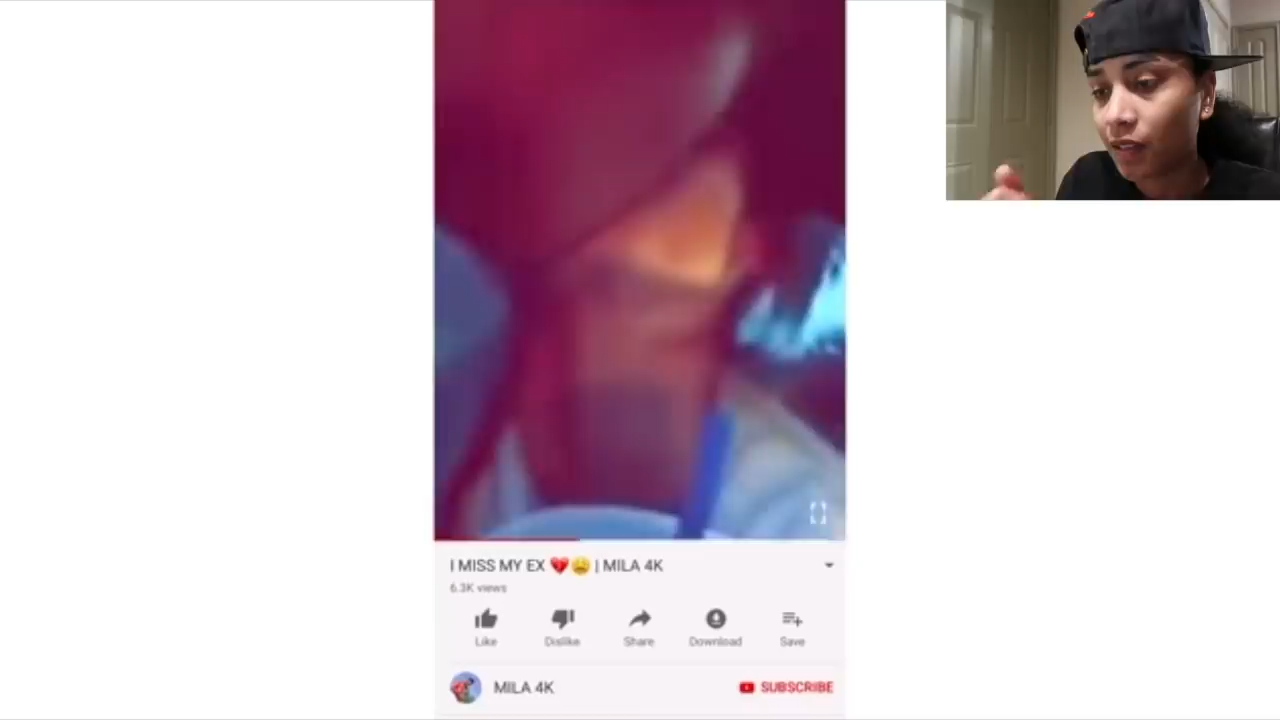 I MISS MY EX 💔😩 | MILA 4K
6.3K views
Like Dislike Share Download Save
MILA 4K SUBSCRIBE